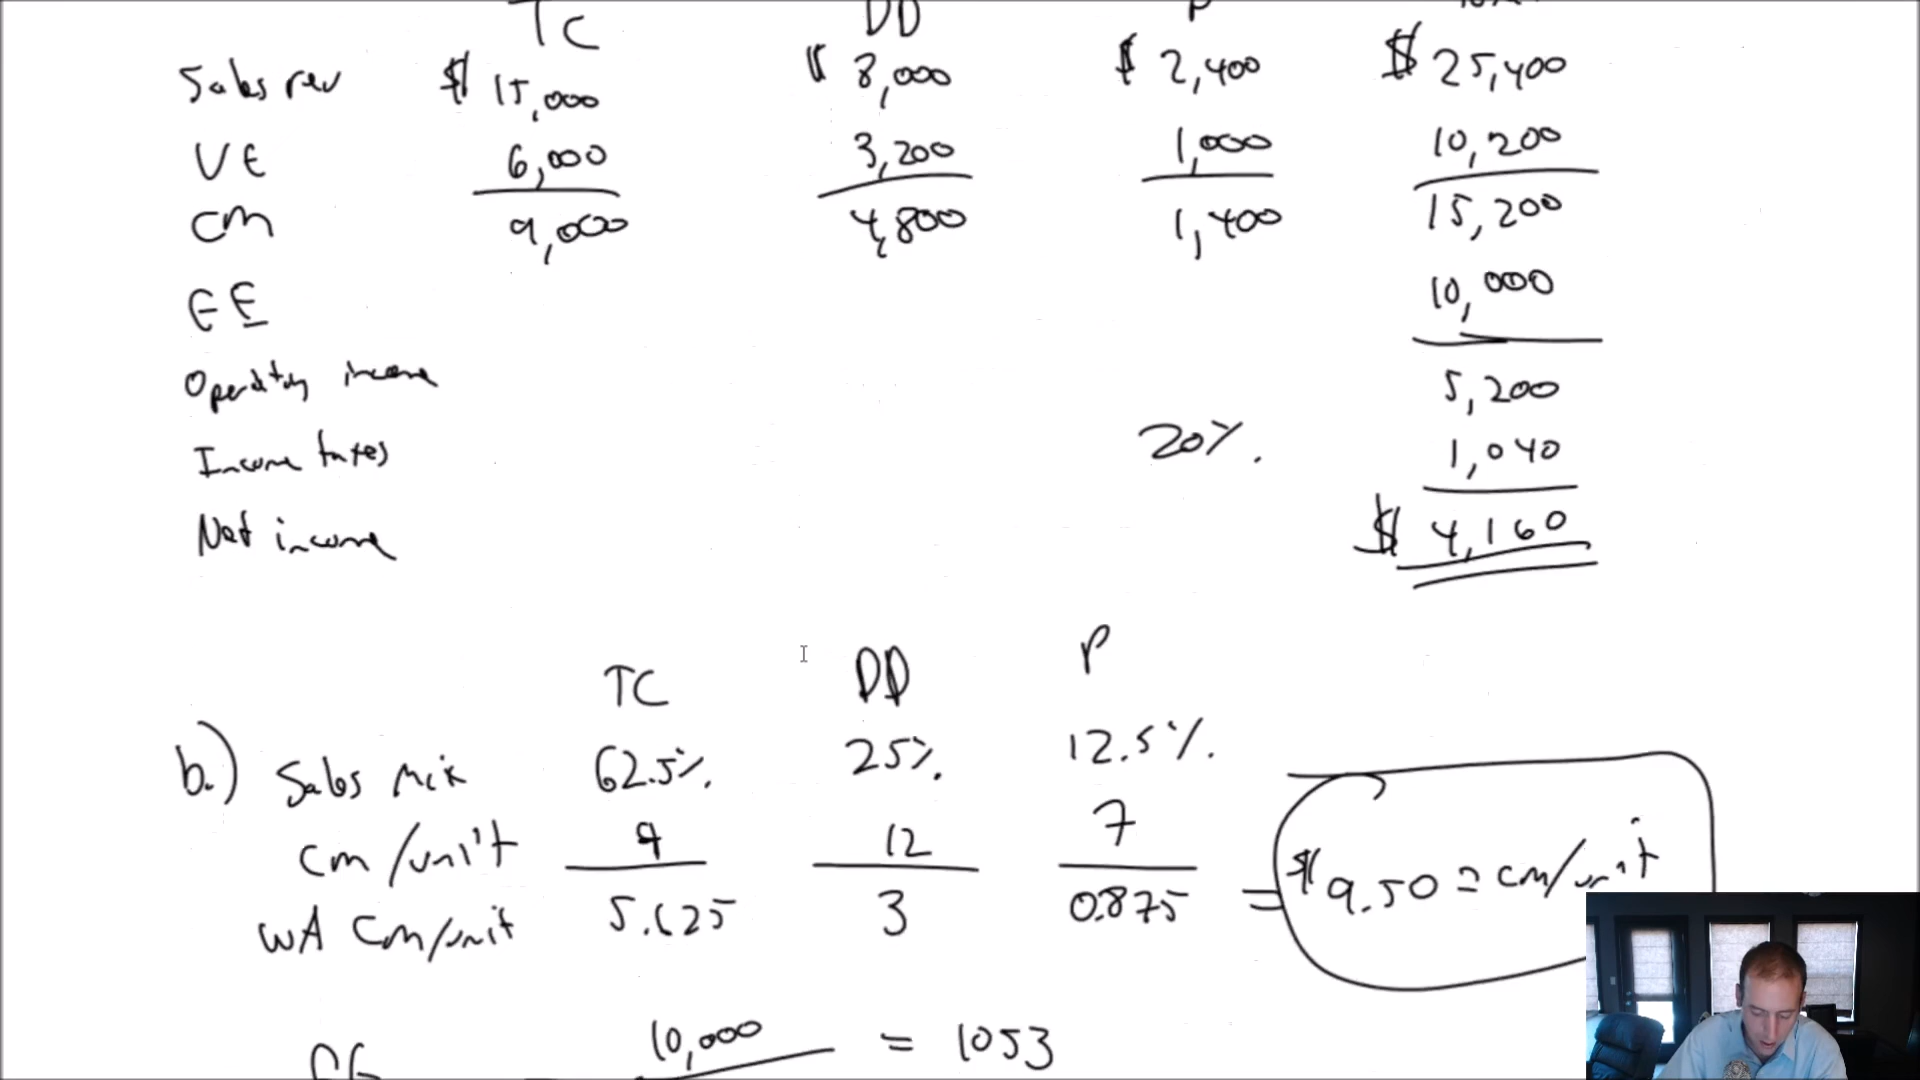 TC DD P
Sales rev $ 15,000 $ 8,000 $ 2,400 $ 25,400
VE 6,000 3,200 1,000 10,200
CM 9,000 4,800 1,400 15,200
FE 10,000
Operating income 5,200
Income taxes 20%. 1,040
Net income $ 4,160
TC DD P
b.) Sales mix 62.5%. 25%. 12.5%.
CM/unit 9 12 7
WA CM/unit 5.625 3 0.875 = $9.50 = CM/unit
10,000 = 1053